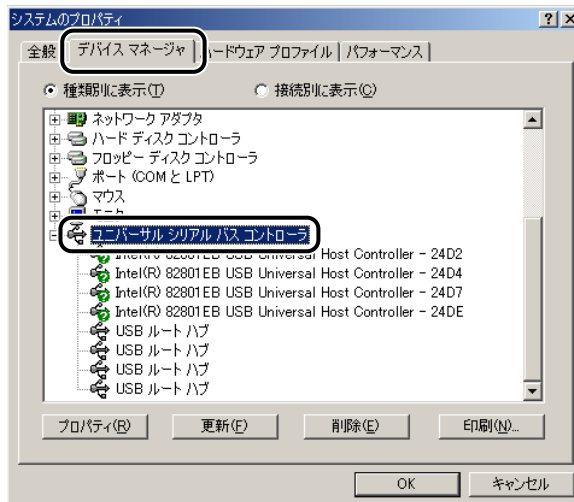 システムのプロパティ
全般 デバイス マネージャ ハードウェア プロファイル パフォーマンス
種類別に表示(T) 接続別に表示(C)
ネットワーク アダプタ
ハード ディスク コントローラ
フロッピー ディスク コントローラ
ポート (COM と LPT)
マウス
モニタ
ユニバーサル シリアル バス コントローラ
Intel(R) 82801EB USB Universal Host Controller - 24D2
Intel(R) 82801EB USB Universal Host Controller - 24D4
Intel(R) 82801EB USB Universal Host Controller - 24D7
Intel(R) 82801EB USB Universal Host Controller - 24DE
USB ルート ハブ
USB ルート ハブ
USB ルート ハブ
USB ルート ハブ
プロパティ(R) 更新(F) 削除(E) 印刷(N)...
OK キャンセル